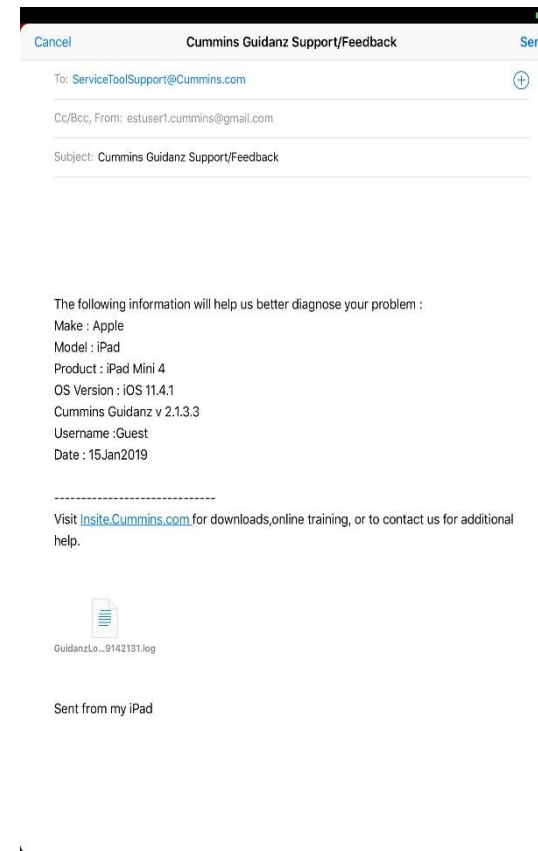 Cancel Cummins Guidanz Support/Feedback
To: ServiceToolSupport@Cummins.com
Cc/Bcc, From: estuser1.cummins@gmail.com
Subject: Cummins Guidanz Support/Feedback
The following information will help us better diagnose your problem :
Make : Apple
Model : iPad
Product : iPad Mini 4
OS Version : iOS 11.4.1
Cummins Guidanz v 2.1.3.3
Username :Guest
Date : 15Jan2019
------------------------------
Visit Insite.Cummins.com for downloads,online training, or to contact us for additional
help.
GuidanzLo...9142131.log
Sent from my iPad